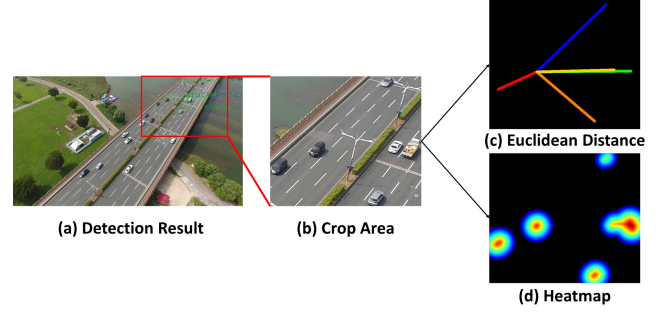 (a) Detection Result
(b) Crop Area
(c) Euclidean Distance
(d) Heatmap